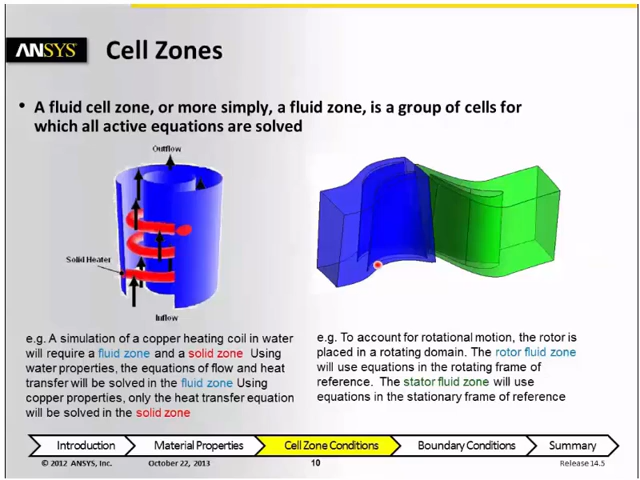 ANSYS
Cell Zones
• A fluid cell zone, or more simply, a fluid zone, is a group of cells for
which all active equations are solved
Outflow
Solid Heater
Inflow
e.g. A simulation of a copper heating coil in water
will require a fluid zone and a solid zone Using
water properties, the equations of flow and heat
transfer will be solved in the fluid zone Using
copper properties, only the heat transfer equation
will be solved in the solid zone
e.g. To account for rotational motion, the rotor is
placed in a rotating domain. The rotor fluid zone
will use equations in the rotating frame of
reference. The stator fluid zone will use
equations in the stationary frame of reference
Introduction
Material Properties
Cell Zone Conditions
Boundary Conditions
Summary
© 2012 ANSYS, Inc.
October 22, 2013
10
Release 14.5